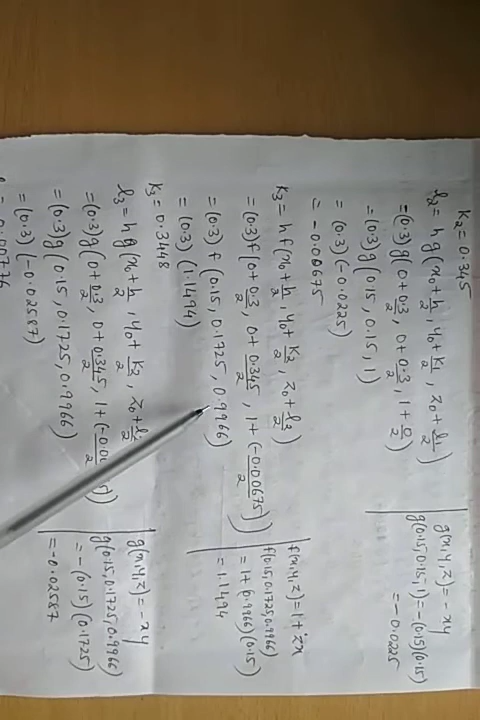 K₂ = 0.345
l₂ = hg(x₀+h/2, y₀+K₁/2, z₀+l₁/2)
= (0.3)g(0+0.3/2, 0+0.3/2, 1+0/2)
= (0.3)g(0.15, 0.15, 1)
= (0.3)(-0.0225)
= -0.00675
g(x,y,z) = -xy
g(0.15,0.15,1) = -(0.15)(0.15)
= -0.0225
K₃ = hf(x₀+h/2, y₀+K₂/2, z₀+l₂/2)
= (0.3)f(0+0.3/2, 0+0.345/2, 1+(-0.00675/2))
= (0.3) f(0.15, 0.1725, 0.9966)
= (0.3) (1.1494)
K₃ = 0.3448
f(x,y,z) = 1+zx
f(0.15,0.1725,0.9966)
= 1+(0.9966)(0.15)
= 1.1494
l₃ = hg(x₀+h/2, y₀+K₂/2, z₀+l₂/2)
= (0.3)g(0+0.3/2, 0+0.345/2, 1+(-0.00
= (0.3)g(0.15, 0.1725, 0.9966)
= (0.3)(-0.02587)
g(x,y,z) = -xy
g(0.15,0.1725,0.9966)
= -(0.15)(0.1725)
= -0.02587